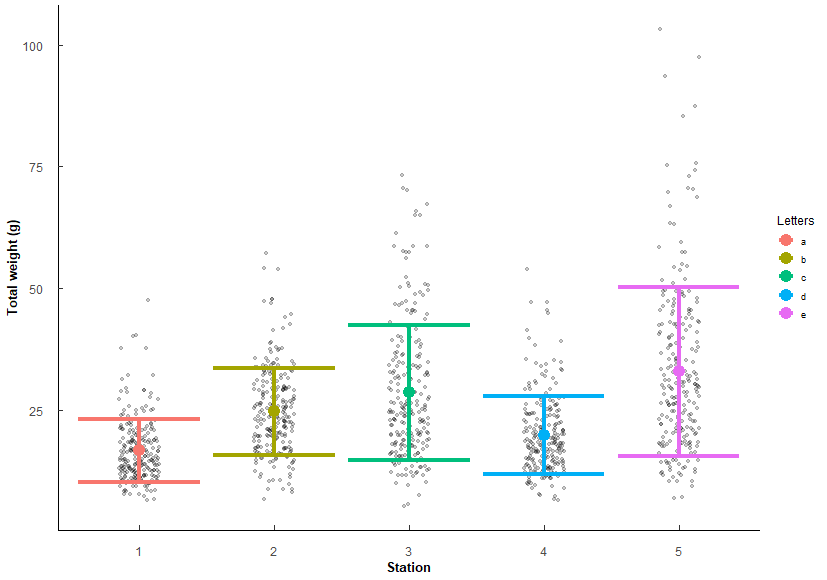 Total weight (g)
100
75
50
25
1 2 3 4 5
Station
Letters
a
b
c
d
e